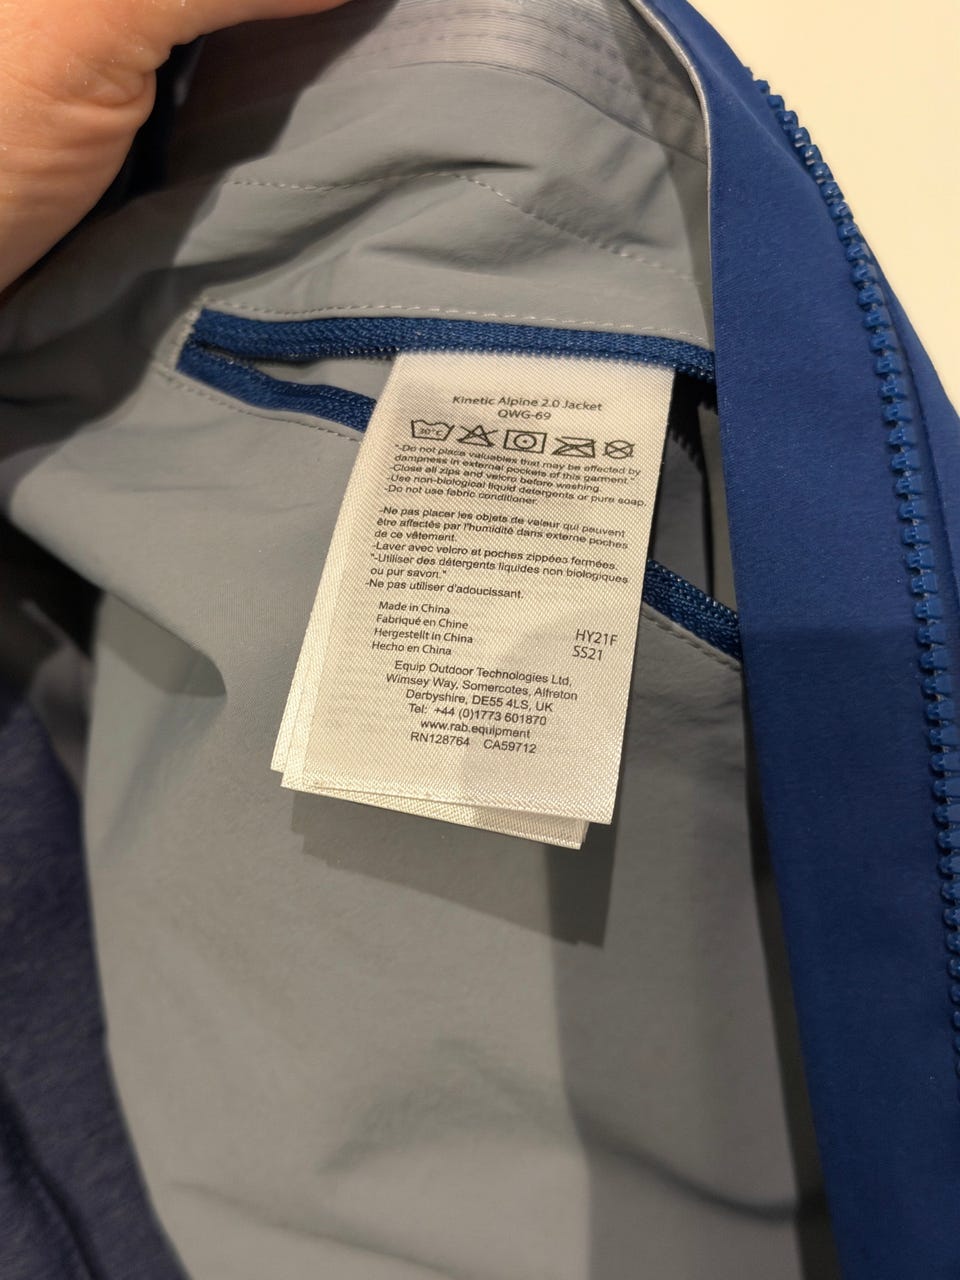 Kinetic Alpine 2.0 Jacket
QWG-69
30°C
"-Do not place valuables that may be affected by
dampness in external pockets of this garment."
-Close all zips and velcro before washing.
-Use non-biological liquid detergents or pure soap.
-Do not use fabric conditioner.
-Ne pas placer les objets de valeur qui peuvent
être affectés par l'humidité dans externe poches
de ce vêtement.
-Laver avec velcro et poches zippées fermées.
"-Utiliser des détergents liquides non biologiques
ou pur savon."
-Ne pas utiliser d'adoucissant.
Made in China
Fabriqué en Chine
Hergestellt in China
Hecho en China
HY21F
SS21
Equip Outdoor Technologies Ltd,
Wimsey Way, Somercotes, Alfreton
Derbyshire, DE55 4LS, UK
Tel: +44 (0)1773 601870
www.rab.equipment
RN128764 CA59712